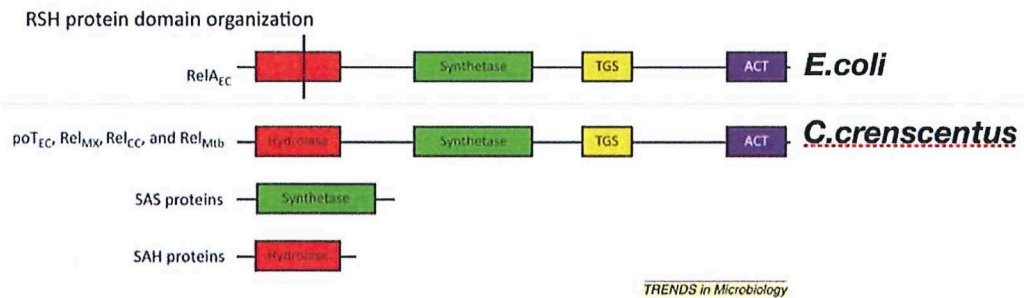 RSH protein domain organization
RelA_EC Synthetase TGS ACT E.coli
poT_EC, Rel_MX, Rel_CC, and Rel_Mtb Hydrolase Synthetase TGS ACT C.crenscentus
SAS proteins Synthetase
SAH proteins Hydrolase
TRENDS in Microbiology